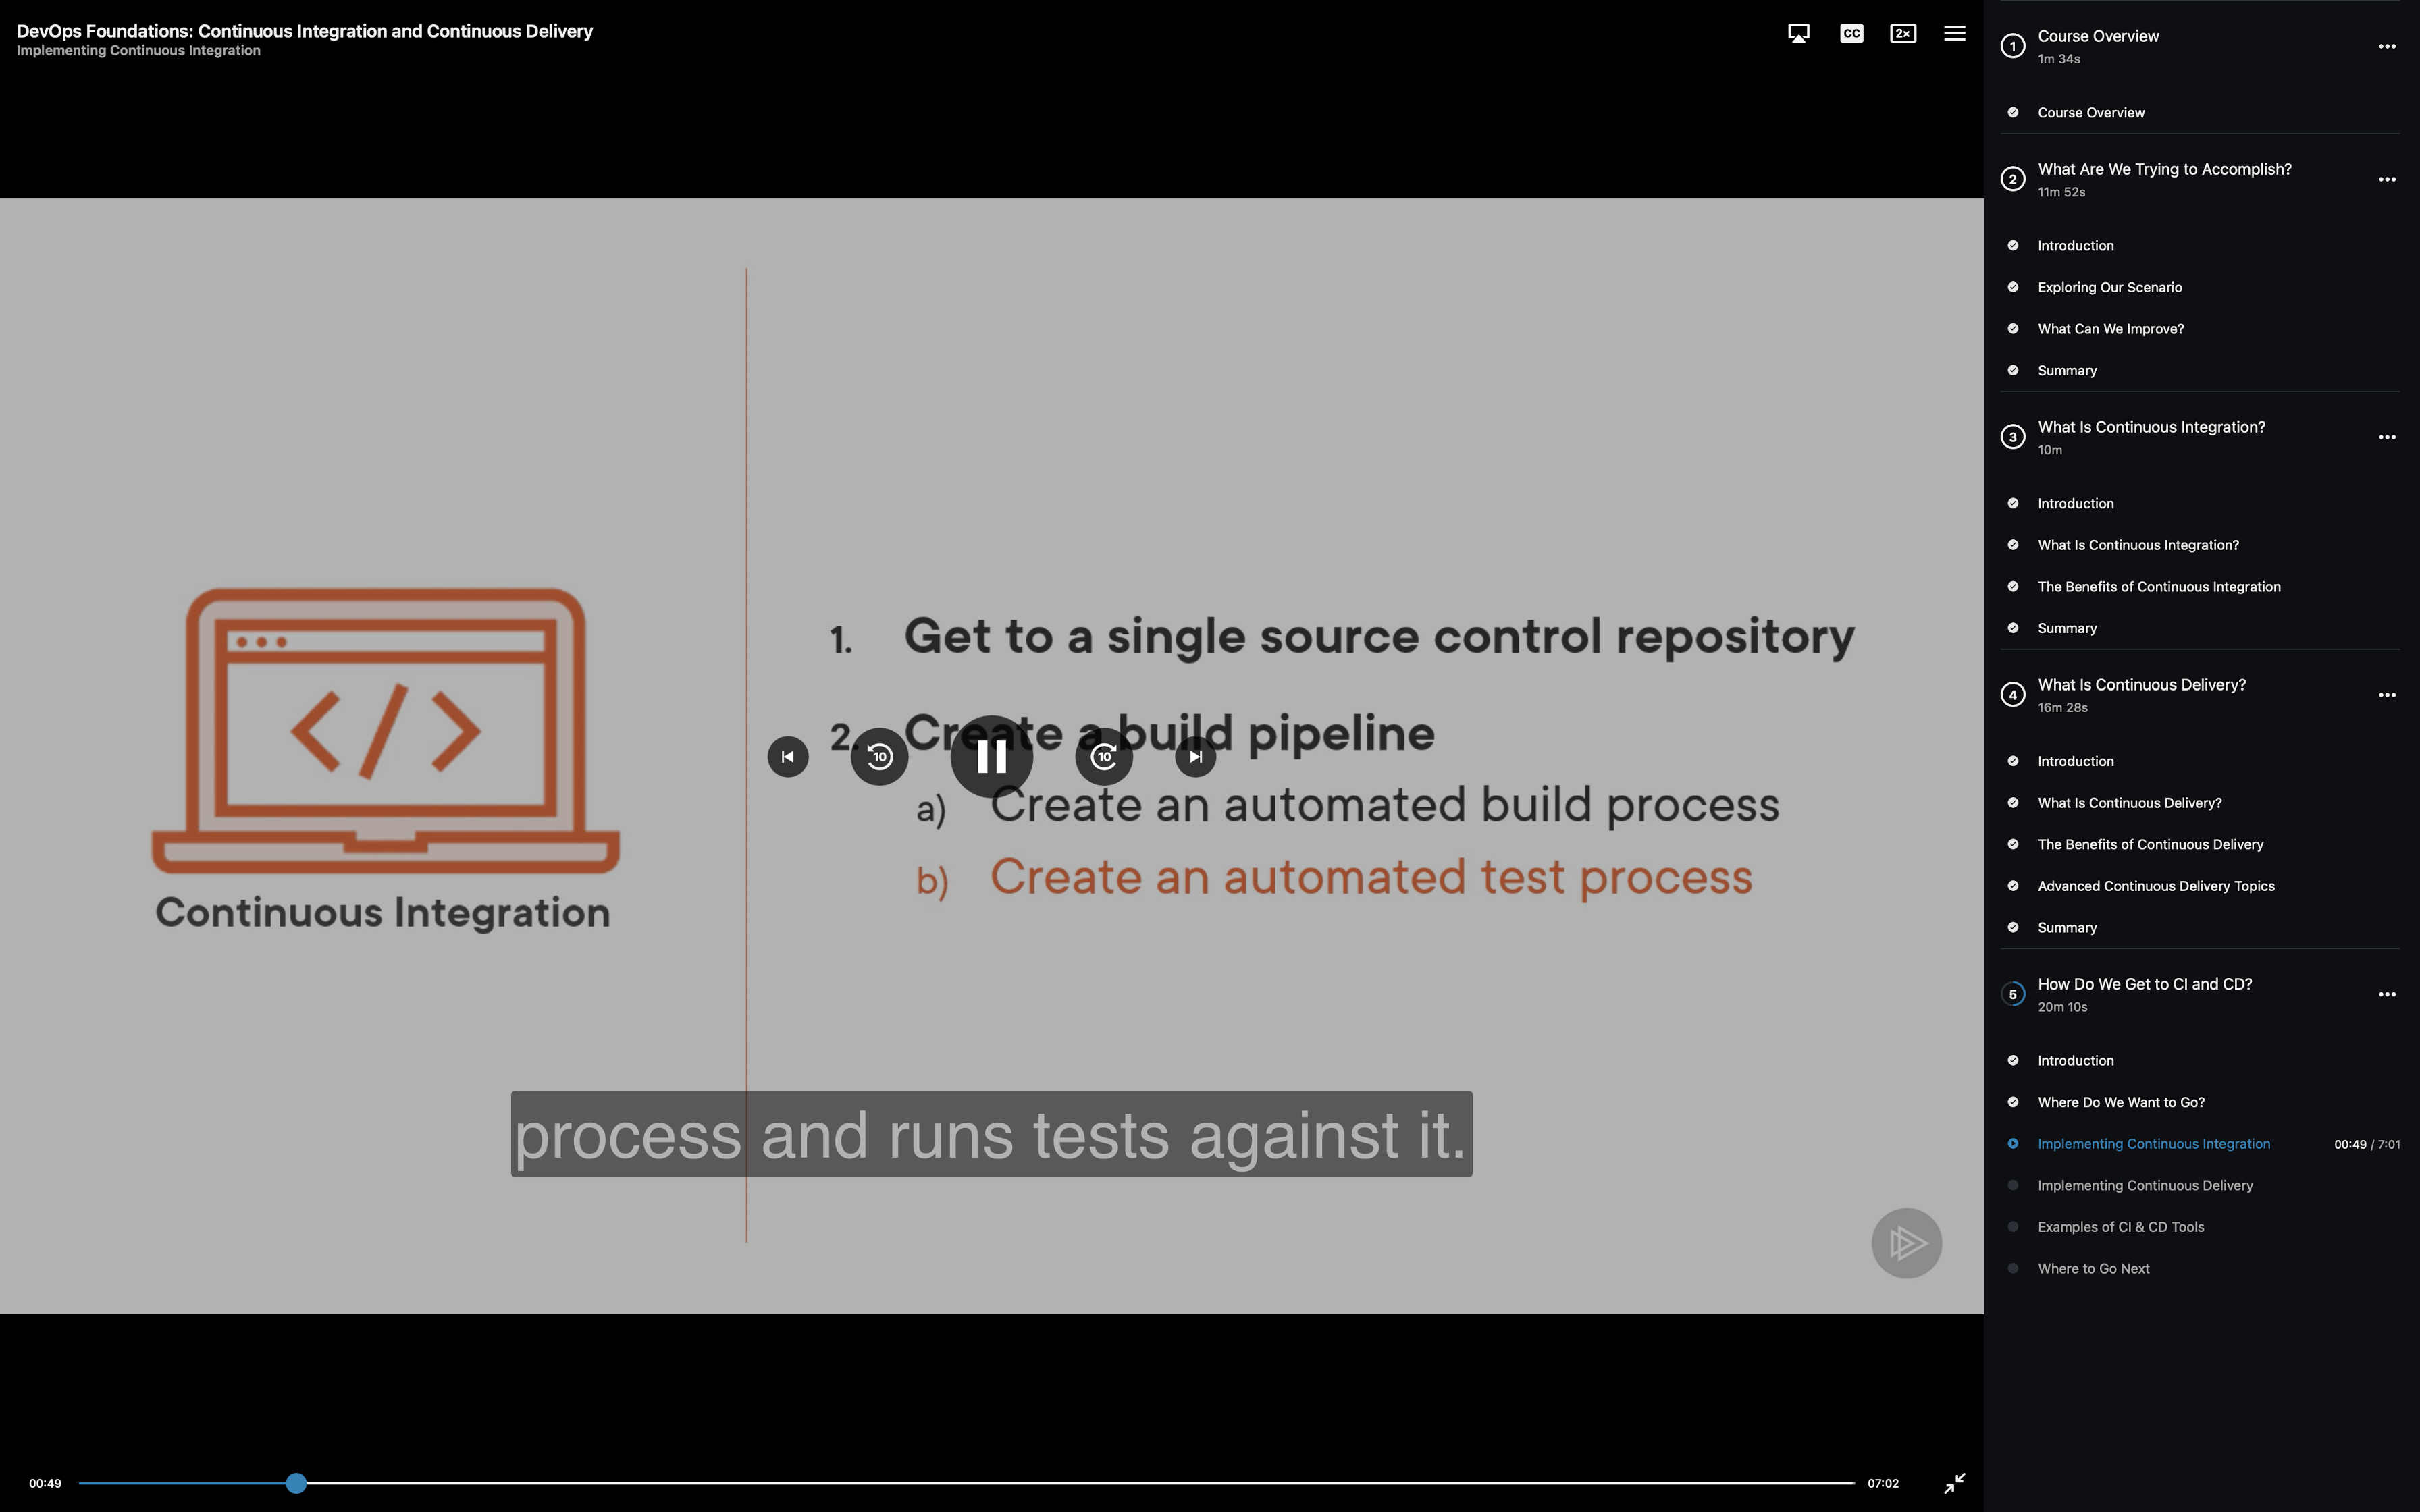 DevOps Foundations: Continuous Integration and Continuous Delivery
Implementing Continuous Integration
CC
2×
1. Get to a single source control repository
2. Create a build pipeline
a) Create an automated build process
b) Create an automated test process
Continuous Integration
10
10
process and runs tests against it.
00:49
07:02
1
Course Overview
1m 34s
Course Overview
2
What Are We Trying to Accomplish?
11m 52s
Introduction
Exploring Our Scenario
What Can We Improve?
Summary
3
What Is Continuous Integration?
10m
Introduction
What Is Continuous Integration?
The Benefits of Continuous Integration
Summary
4
What Is Continuous Delivery?
16m 28s
Introduction
What Is Continuous Delivery?
The Benefits of Continuous Delivery
Advanced Continuous Delivery Topics
Summary
5
How Do We Get to CI and CD?
20m 10s
Introduction
Where Do We Want to Go?
Implementing Continuous Integration 00:49 / 7:01
Implementing Continuous Delivery
Examples of CI & CD Tools
Where to Go Next